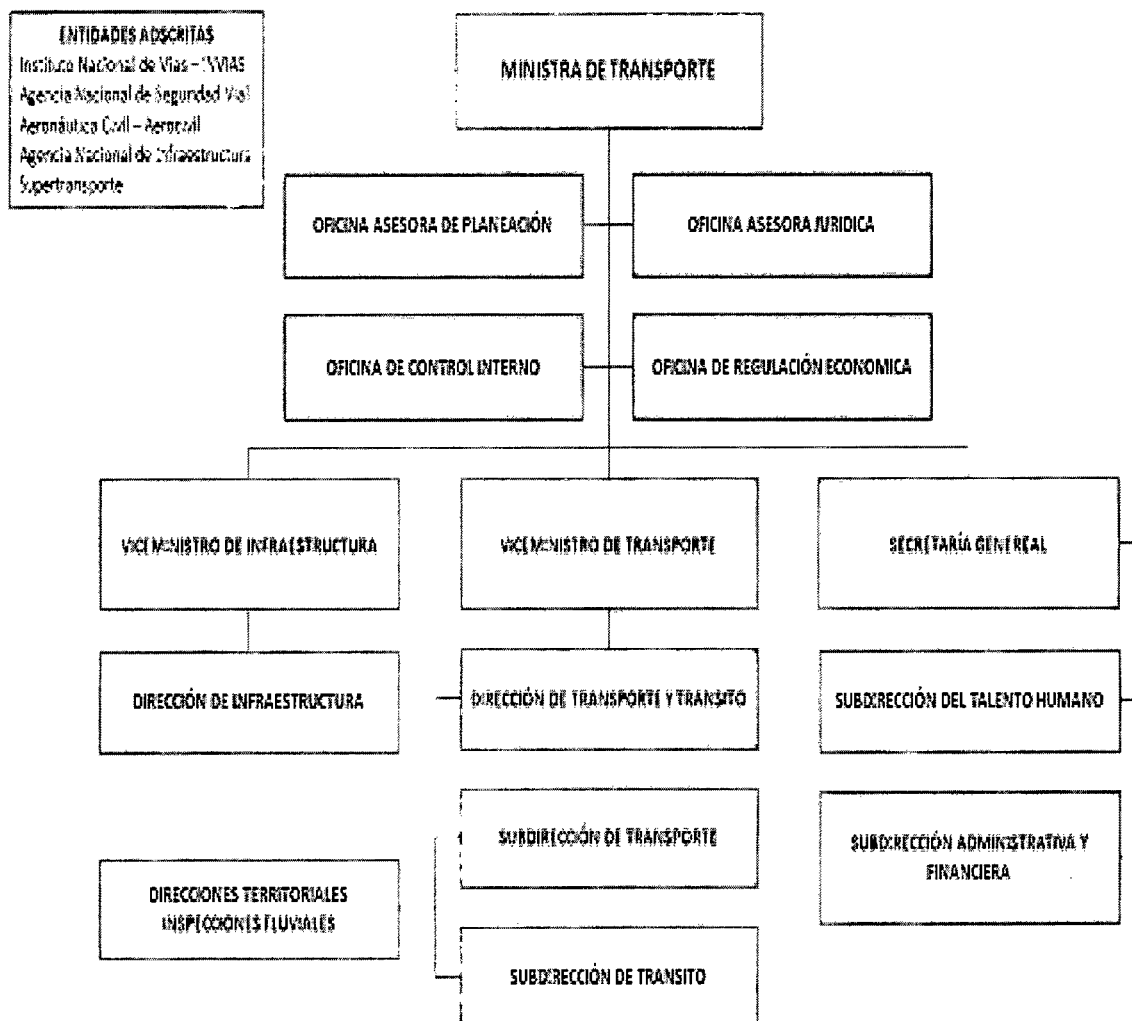 ENTIDADES ADSCRITAS
Instituto Nacional de Vías – INVIAS
Agencia Nacional de Seguridad Vial
Aeronáutica Civil – Aerocivil
Agencia Nacional de Infraestructura
Supertransporte
MINISTRA DE TRANSPORTE
OFICINA ASESORA DE PLANEACIÓN
OFICINA ASESORA JURIDICA
OFICINA DE CONTROL INTERNO
OFICINA DE REGULACIÓN ECONOMICA
VICEMINISTRO DE INFRAESTRUCTURA
VICEMINISTRO DE TRANSPORTE
SECRETARÍA GENEREAL
DIRECCIÓN DE INFRAESTRUCTURA
DIRECCIÓN DE TRANSPORTE Y TRANSITO
SUBDIRECCIÓN DEL TALENTO HUMANO
SUBDIRECCIÓN DE TRANSPORTE
SUBDIRECCIÓN ADMINISTRATIVA Y
FINANCIERA
DIRECCIONES TERRITORIALES
INSPECCIONES FLUVIALES
SUBDIRECCIÓN DE TRANSITO